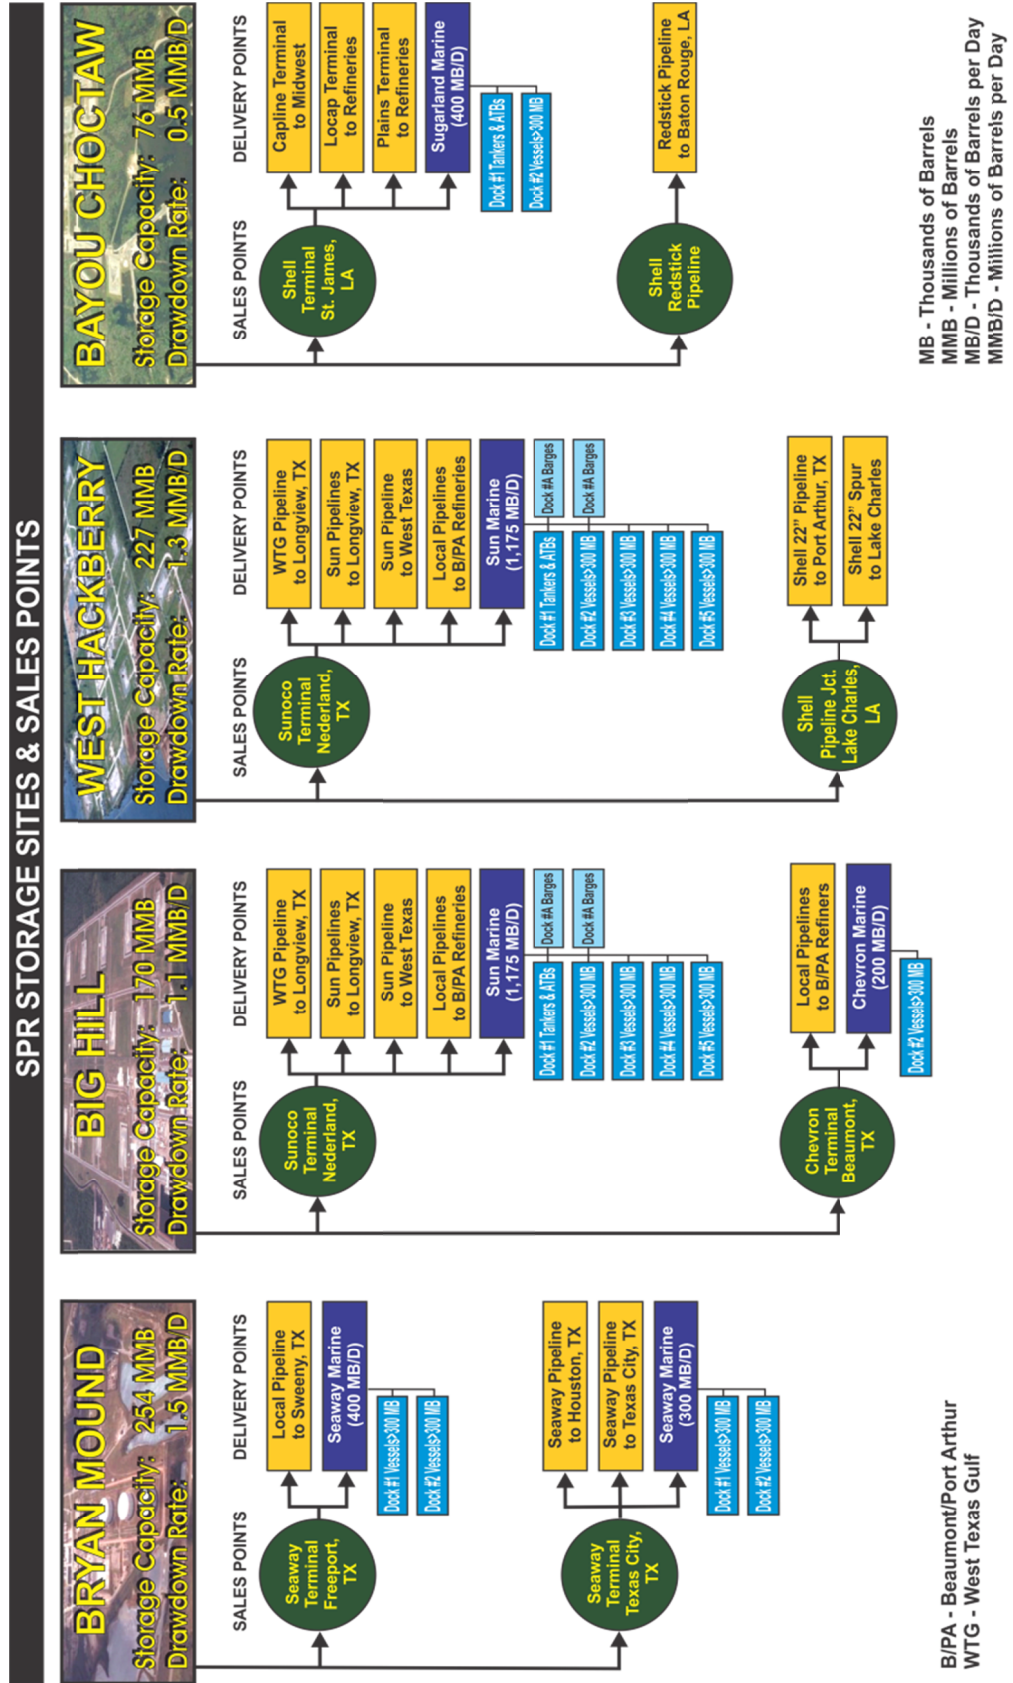 SPR STORAGE SITES & SALES POINTS
BRYAN MOUND
Storage Capacity: 254 MMB
Drawdown Rate: 1.5 MMB/D
SALES POINTS
DELIVERY POINTS
Seaway
Terminal
Freeport,
TX
Local Pipeline
to Sweeny, TX
Seaway Marine
(400 MB/D)
Dock #1 Vessels>300 MB
Dock #2 Vessels>300 MB
Seaway
Terminal
Texas City,
TX
Seaway Pipeline
to Houston, TX
Seaway Pipeline
to Texas City, TX
Seaway Marine
(300 MB/D)
Dock #1 Vessels>300 MB
Dock #2 Vessels>300 MB
BIG HILL
Storage Capacity: 170 MMB
Drawdown Rate: 1.1 MMB/D
SALES POINTS
DELIVERY POINTS
Sunoco
Terminal
Nederland,
TX
WTG Pipeline
to Longview, TX
Sun Pipelines
to Longview, TX
Sun Pipeline
to West Texas
Local Pipelines
to B/PA Refineries
Sun Marine
(1,175 MB/D)
Dock #1 Tankers & ATBs
Dock #A Barges
Dock #2 Vessels>300 MB
Dock #A Barges
Dock #3 Vessels>300 MB
Dock #4 Vessels>300 MB
Dock #5 Vessels>300 MB
Chevron
Terminal
Beaumont,
TX
Local Pipelines
to B/PA Refiners
Chevron Marine
(200 MB/D)
Dock #2 Vessels>300 MB
WEST HACKBERRY
Storage Capacity: 227 MMB
Drawdown Rate: 1.3 MMB/D
SALES POINTS
DELIVERY POINTS
Sunoco
Terminal
Nederland,
TX
WTG Pipeline
to Longview, TX
Sun Pipelines
to Longview, TX
Sun Pipeline
to West Texas
Local Pipelines
to B/PA Refineries
Sun Marine
(1,175 MB/D)
Dock #1 Tankers & ATBs
Dock #A Barges
Dock #2 Vessels>300 MB
Dock #A Barges
Dock #3 Vessels>300 MB
Dock #4 Vessels>300 MB
Dock #5 Vessels>300 MB
Shell
Pipeline Jct.
Lake Charles,
LA
Shell 22" Pipeline
to Port Arthur, TX
Shell 22" Spur
to Lake Charles
BAYOU CHOCTAW
Storage Capacity: 76 MMB
Drawdown Rate: 0.5 MMB/D
SALES POINTS
DELIVERY POINTS
Shell
Terminal
St. James,
LA
Capline Terminal
to Midwest
Locap Terminal
to Refineries
Plains Terminal
to Refineries
Sugarland Marine
(400 MB/D)
Dock #1 Tankers & ATBs
Dock #2 Vessels>300 MB
Shell
Redstick
Pipeline
Redstick Pipeline
to Baton Rouge, LA
B/PA - Beaumont/Port Arthur
WTG - West Texas Gulf
MB - Thousands of Barrels
MMB - Millions of Barrels
MB/D - Thousands of Barrels per Day
MMB/D - Millions of Barrels per Day